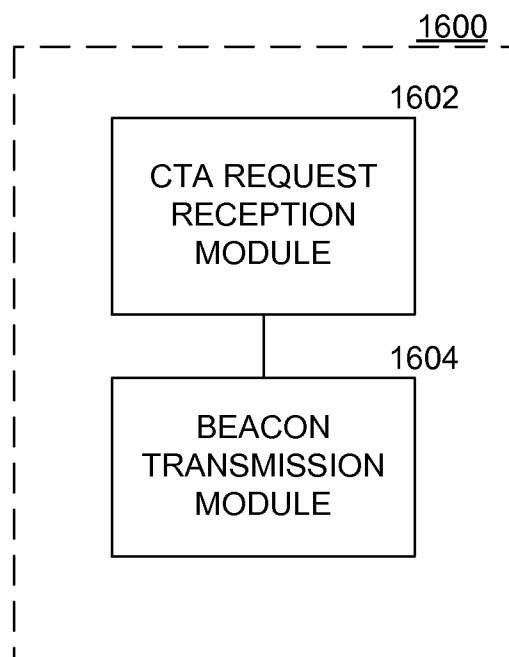 1600
1602
CTA REQUEST
RECEPTION
MODULE
1604
BEACON
TRANSMISSION
MODULE